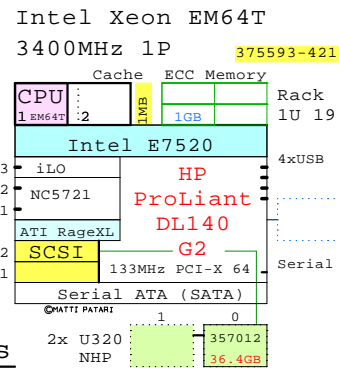 Intel Xeon EM64T
3400MHz 1P
375593-421
Cache ECC Memory
CPU
1 EM64T :2
1MB
1GB
Rack
1U 19
Intel E7520
4xUSB
3 iLO
2 NC5721
1
HP
ProLiant
DL140
G2
ATI RageXL
2 SCSI
1
133MHz PCI-X 64
Serial
Serial ATA (SATA)
©MATTI PATARI
1 0
2x U320
NHP
357012
36.4GB
s